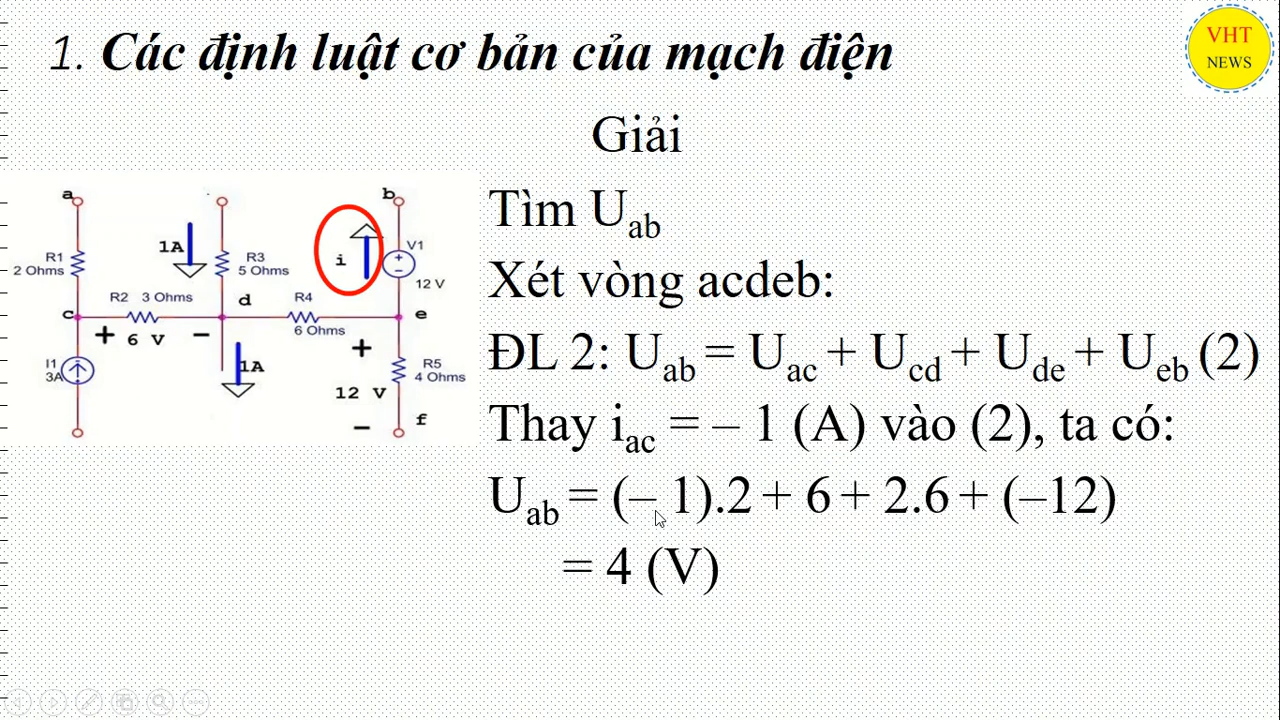 1. Các định luật cơ bản của mạch điện
VHT
NEWS
Giải
a
b
1A
R3
5 Ohms
i
V1
12 V
R1
2 Ohms
R2 3 Ohms
d
R4
6 Ohms
e
c
+ 6 V –
+
I1
3A
1A
R5
4 Ohms
12 V
–
f
Tìm Uab
Xét vòng acdeb:
ĐL 2: Uab = Uac + Ucd + Ude + Ueb (2)
Thay iac = – 1 (A) vào (2), ta có:
Uab = (– 1).2 + 6 + 2.6 + (–12)
= 4 (V)